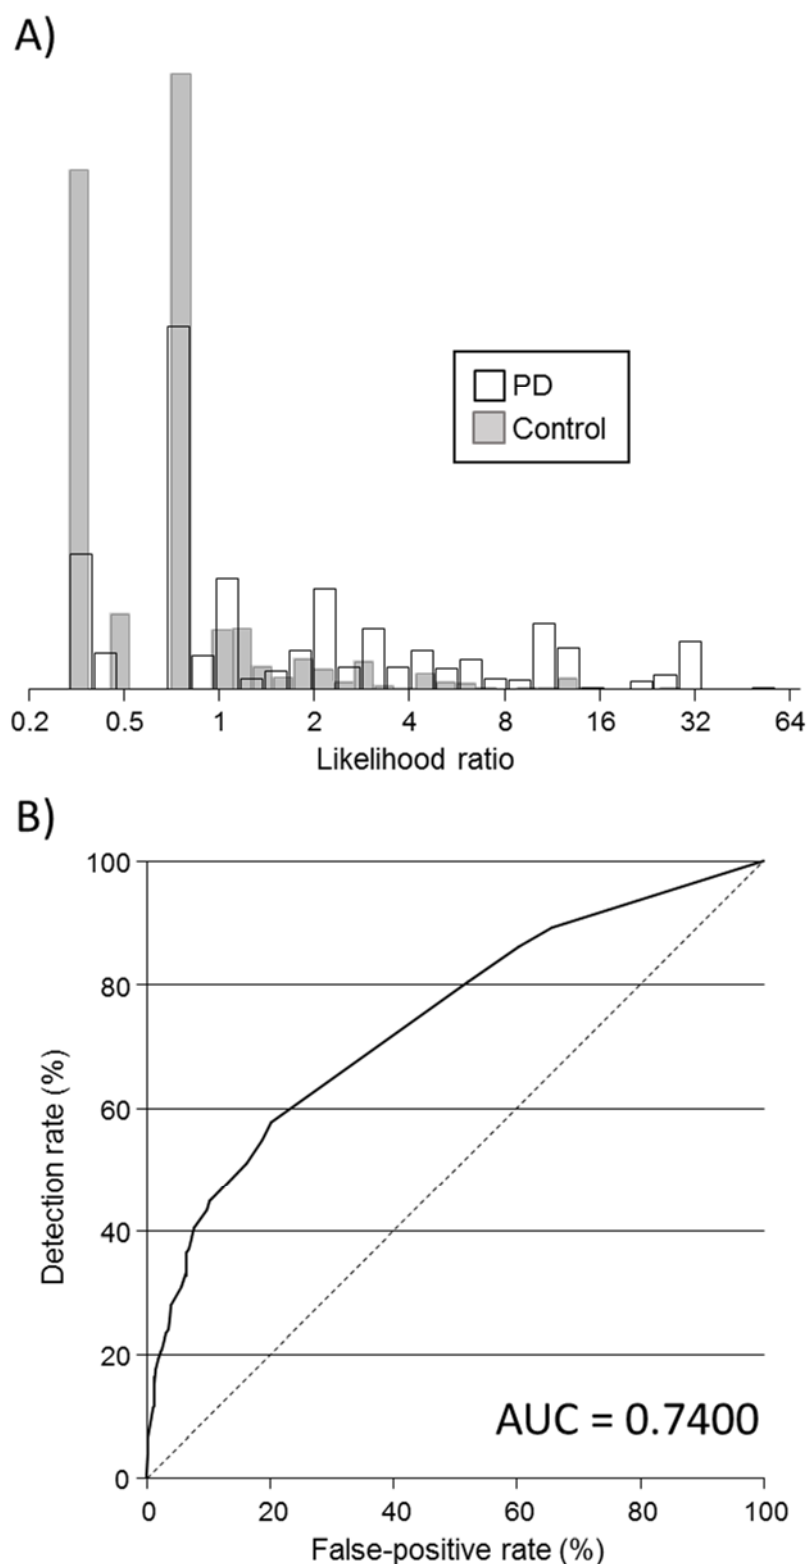 A)
PD
Control
0.2 0.5 1 2 4 8 16 32 64
Likelihood ratio
B)
100
80
60
40
20
0
Detection rate (%)
AUC = 0.7400
0 20 40 60 80 100
False-positive rate (%)